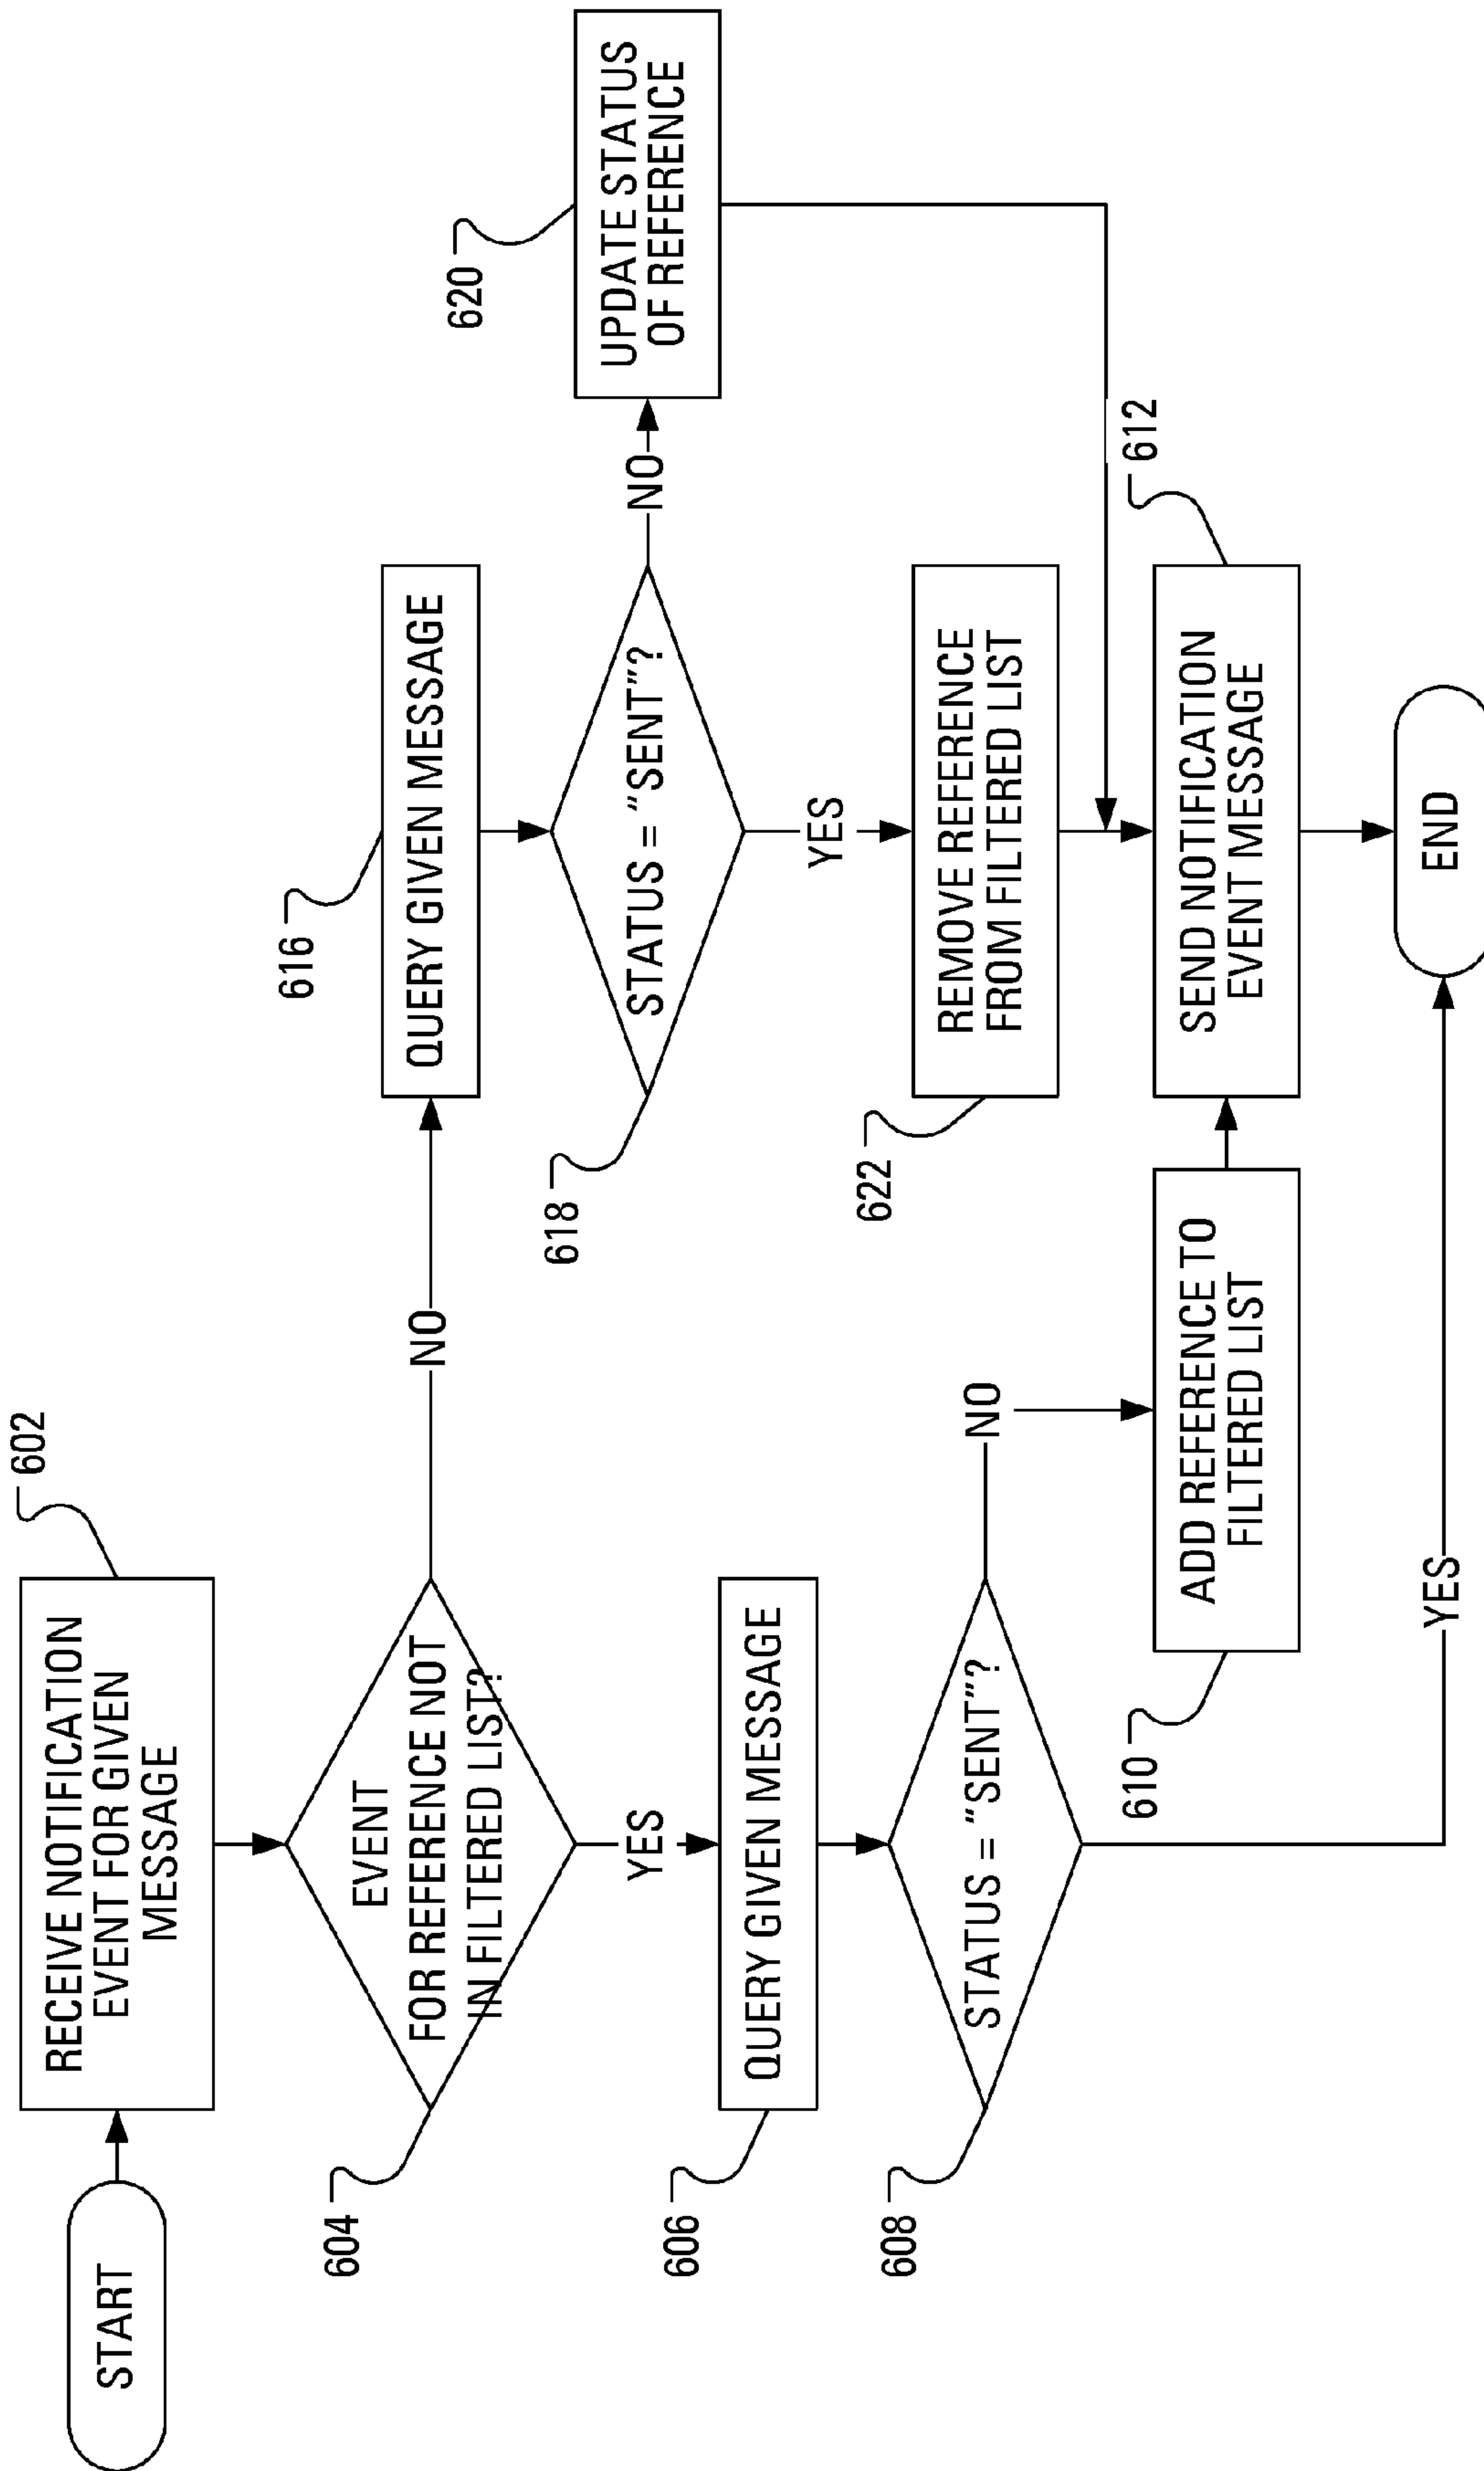 START
602
RECEIVE NOTIFICATION
EVENT FOR GIVEN
MESSAGE
604
EVENT
FOR REFERENCE NOT
IN FILTERED LIST?
NO
YES
606
QUERY GIVEN MESSAGE
608
STATUS = "SENT"?
NO
YES
610
ADD REFERENCE TO
FILTERED LIST
616
QUERY GIVEN MESSAGE
618
STATUS = "SENT"?
NO
YES
620
UPDATE STATUS
OF REFERENCE
622
REMOVE REFERENCE
FROM FILTERED LIST
612
SEND NOTIFICATION
EVENT MESSAGE
END